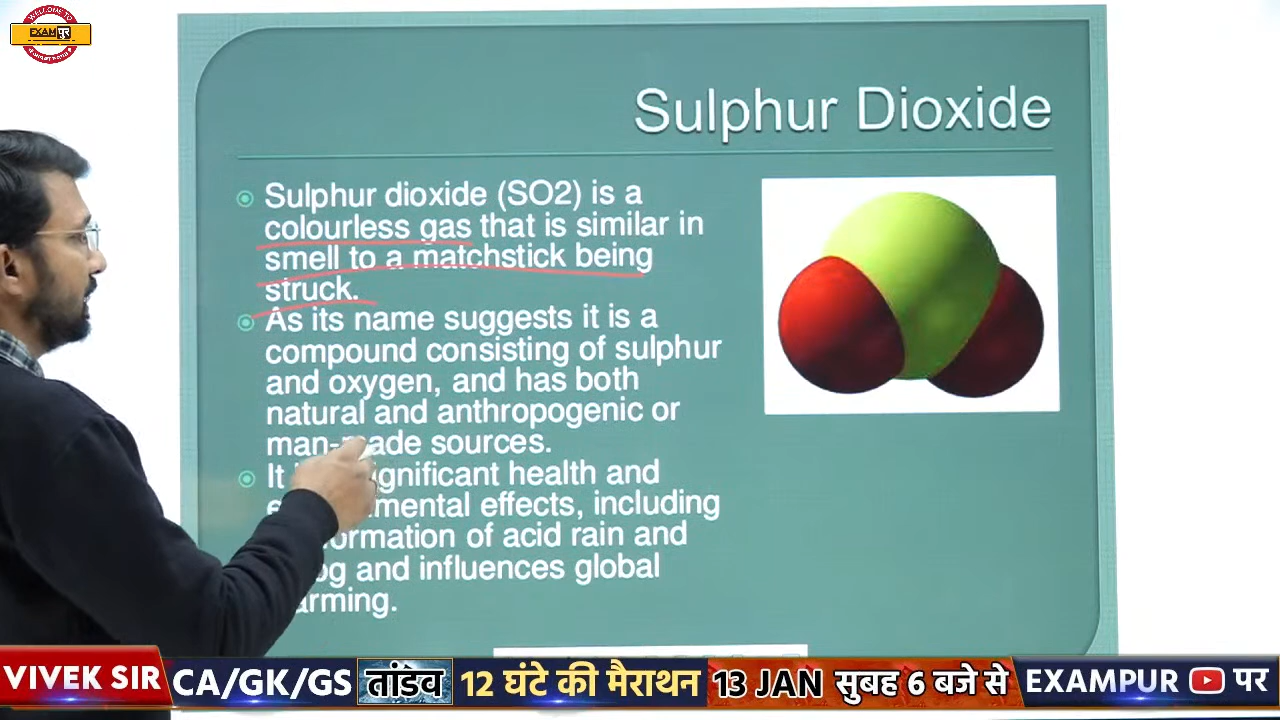 WELCOME TO
EXAM पुर
Sulphur Dioxide
Sulphur dioxide (SO2) is a
colourless gas that is similar in
smell to a matchstick being
struck.
As its name suggests it is a
compound consisting of sulphur
and oxygen, and has both
natural and anthropogenic or
man-made sources.
It significant health and
effects, including
formation of acid rain and
and influences global
VIVEK SIR
CA/GK/GS
तांडव
12 घंटे की मैराथन
13 JAN सुबह 6 बजे से
EXAMPUR पर